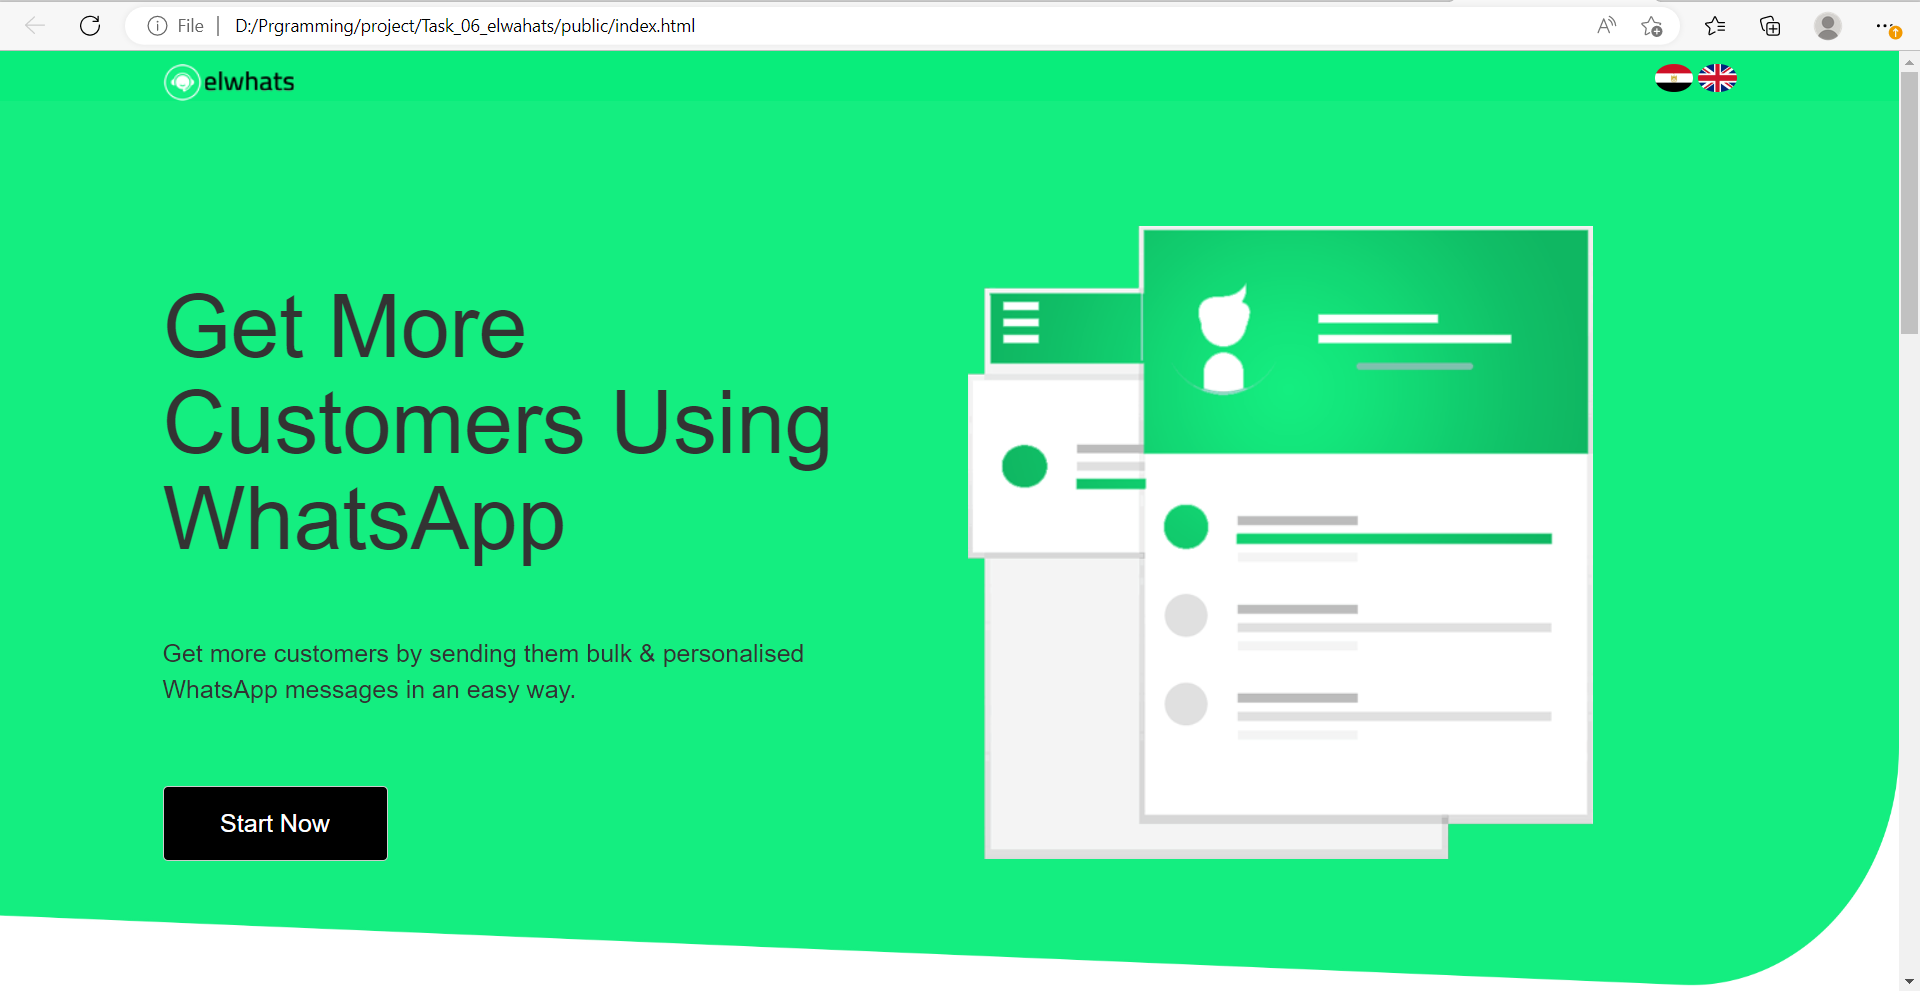 File
D:/Prgramming/project/Task_06_elwahats/public/index.html
elwhats
Get More
Customers Using
WhatsApp
Get more customers by sending them bulk & personalised
WhatsApp messages in an easy way.
Start Now